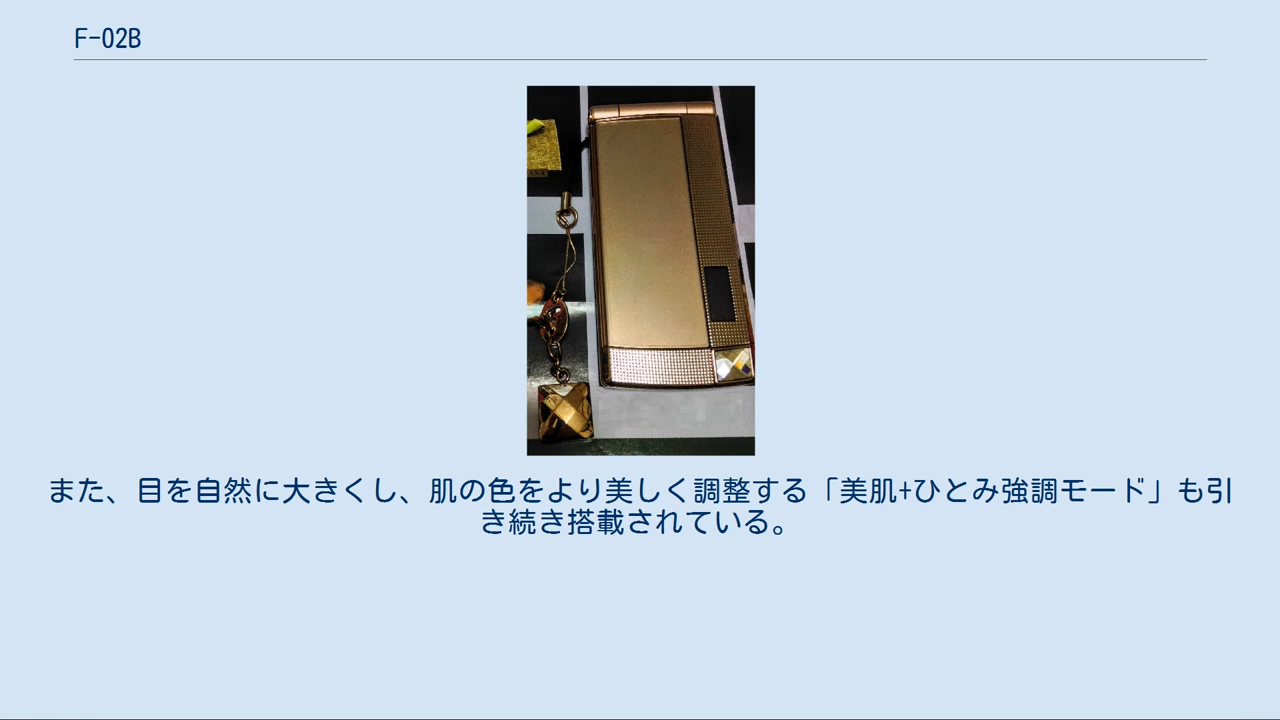 F-02B
また、目を自然に大きくし、肌の色をより美しく調整する「美肌+ひとみ強調モード」も引
き続き搭載されている。